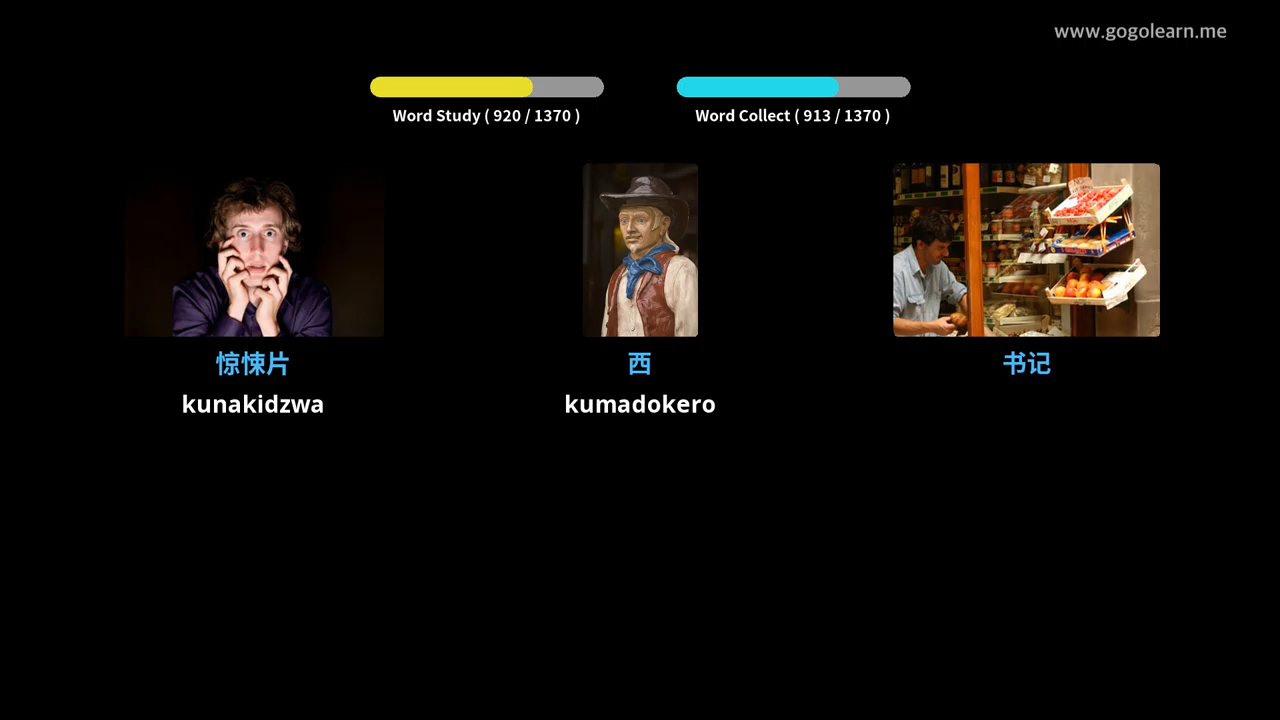 www.gogolearn.me
Word Study ( 920 / 1370 )
Word Collect ( 913 / 1370 )
惊悚片
西
书记
kunakidzwa
kumadokero